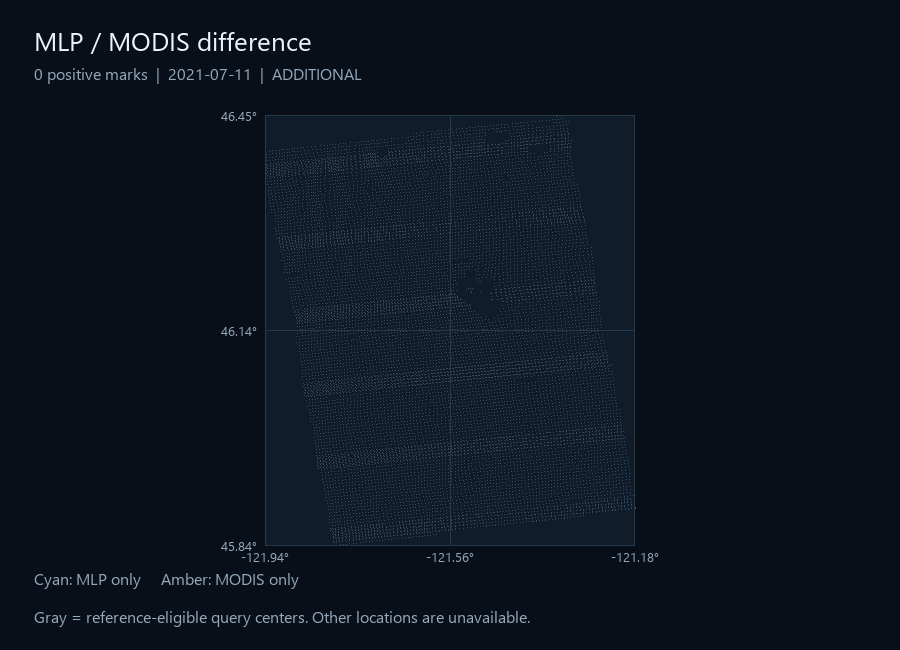 MLP / MODIS difference
0 positive marks | 2021-07-11 | ADDITIONAL
46.45°
46.14°
45.84°
-121.94° -121.56° -121.18°
Cyan: MLP only Amber: MODIS only
Gray = reference-eligible query centers. Other locations are unavailable.